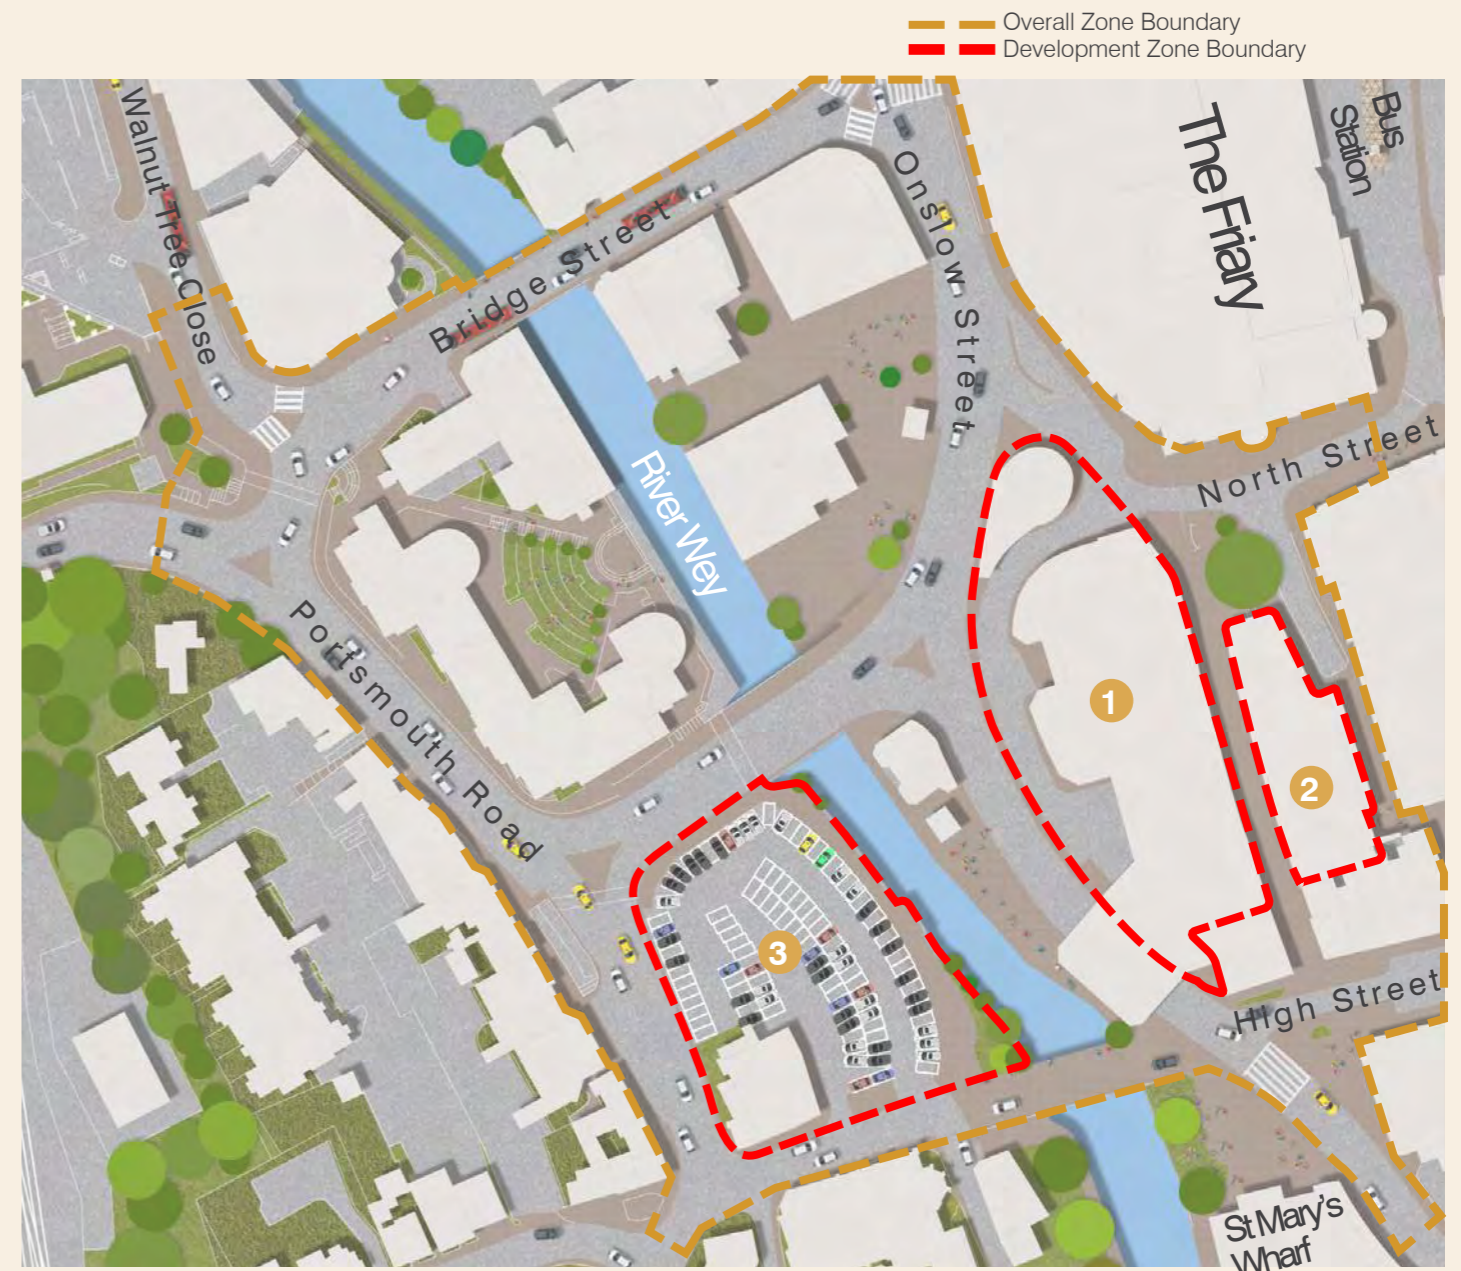 Overall Zone Boundary
Development Zone Boundary
Walnut Tree Close
Bridge Street
Onslow Street
The Friary
Bus
Station
North Street
River Wey
Portsmouth Road
1
2
3
High Street
St Mary's
Wharf